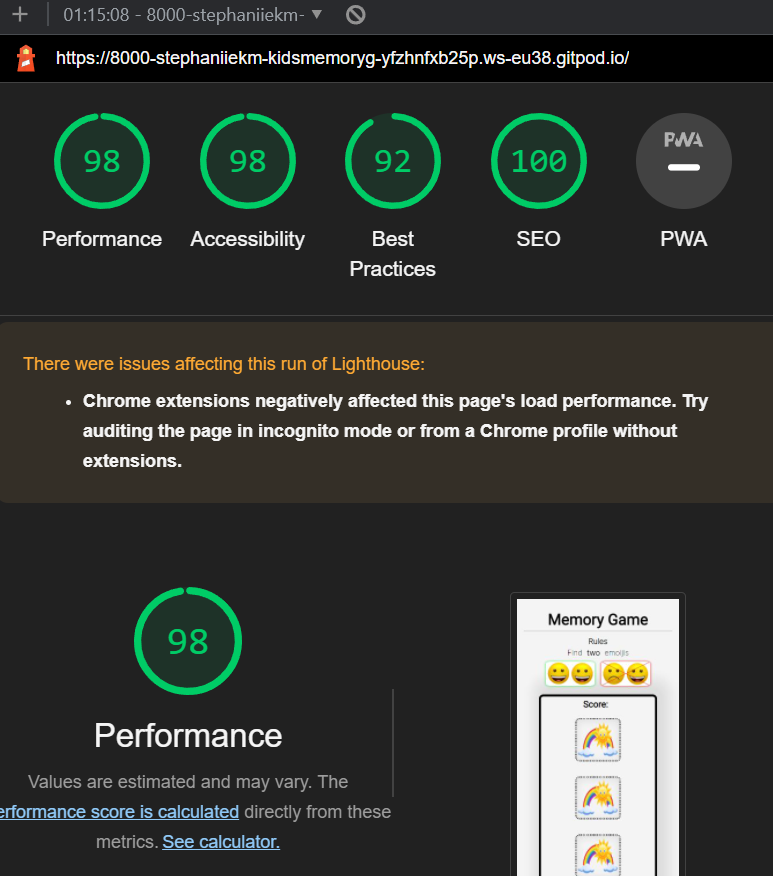 01:15:08 - 8000-stephaniiekm-
https://8000-stephaniiekm-kidsmemoryg-yfzhnfxb25p.ws-eu38.gitpod.io/
98
98
92
100
PWA
Performance
Accessibility
Best
Practices
SEO
PWA
There were issues affecting this run of Lighthouse:
• Chrome extensions negatively affected this page's load performance. Try
auditing the page in incognito mode or from a Chrome profile without
extensions.
98
Performance
Values are estimated and may vary. The
erformance score is calculated directly from these
metrics. See calculator.
Memory Game
Rules
Find two emojis
Score: